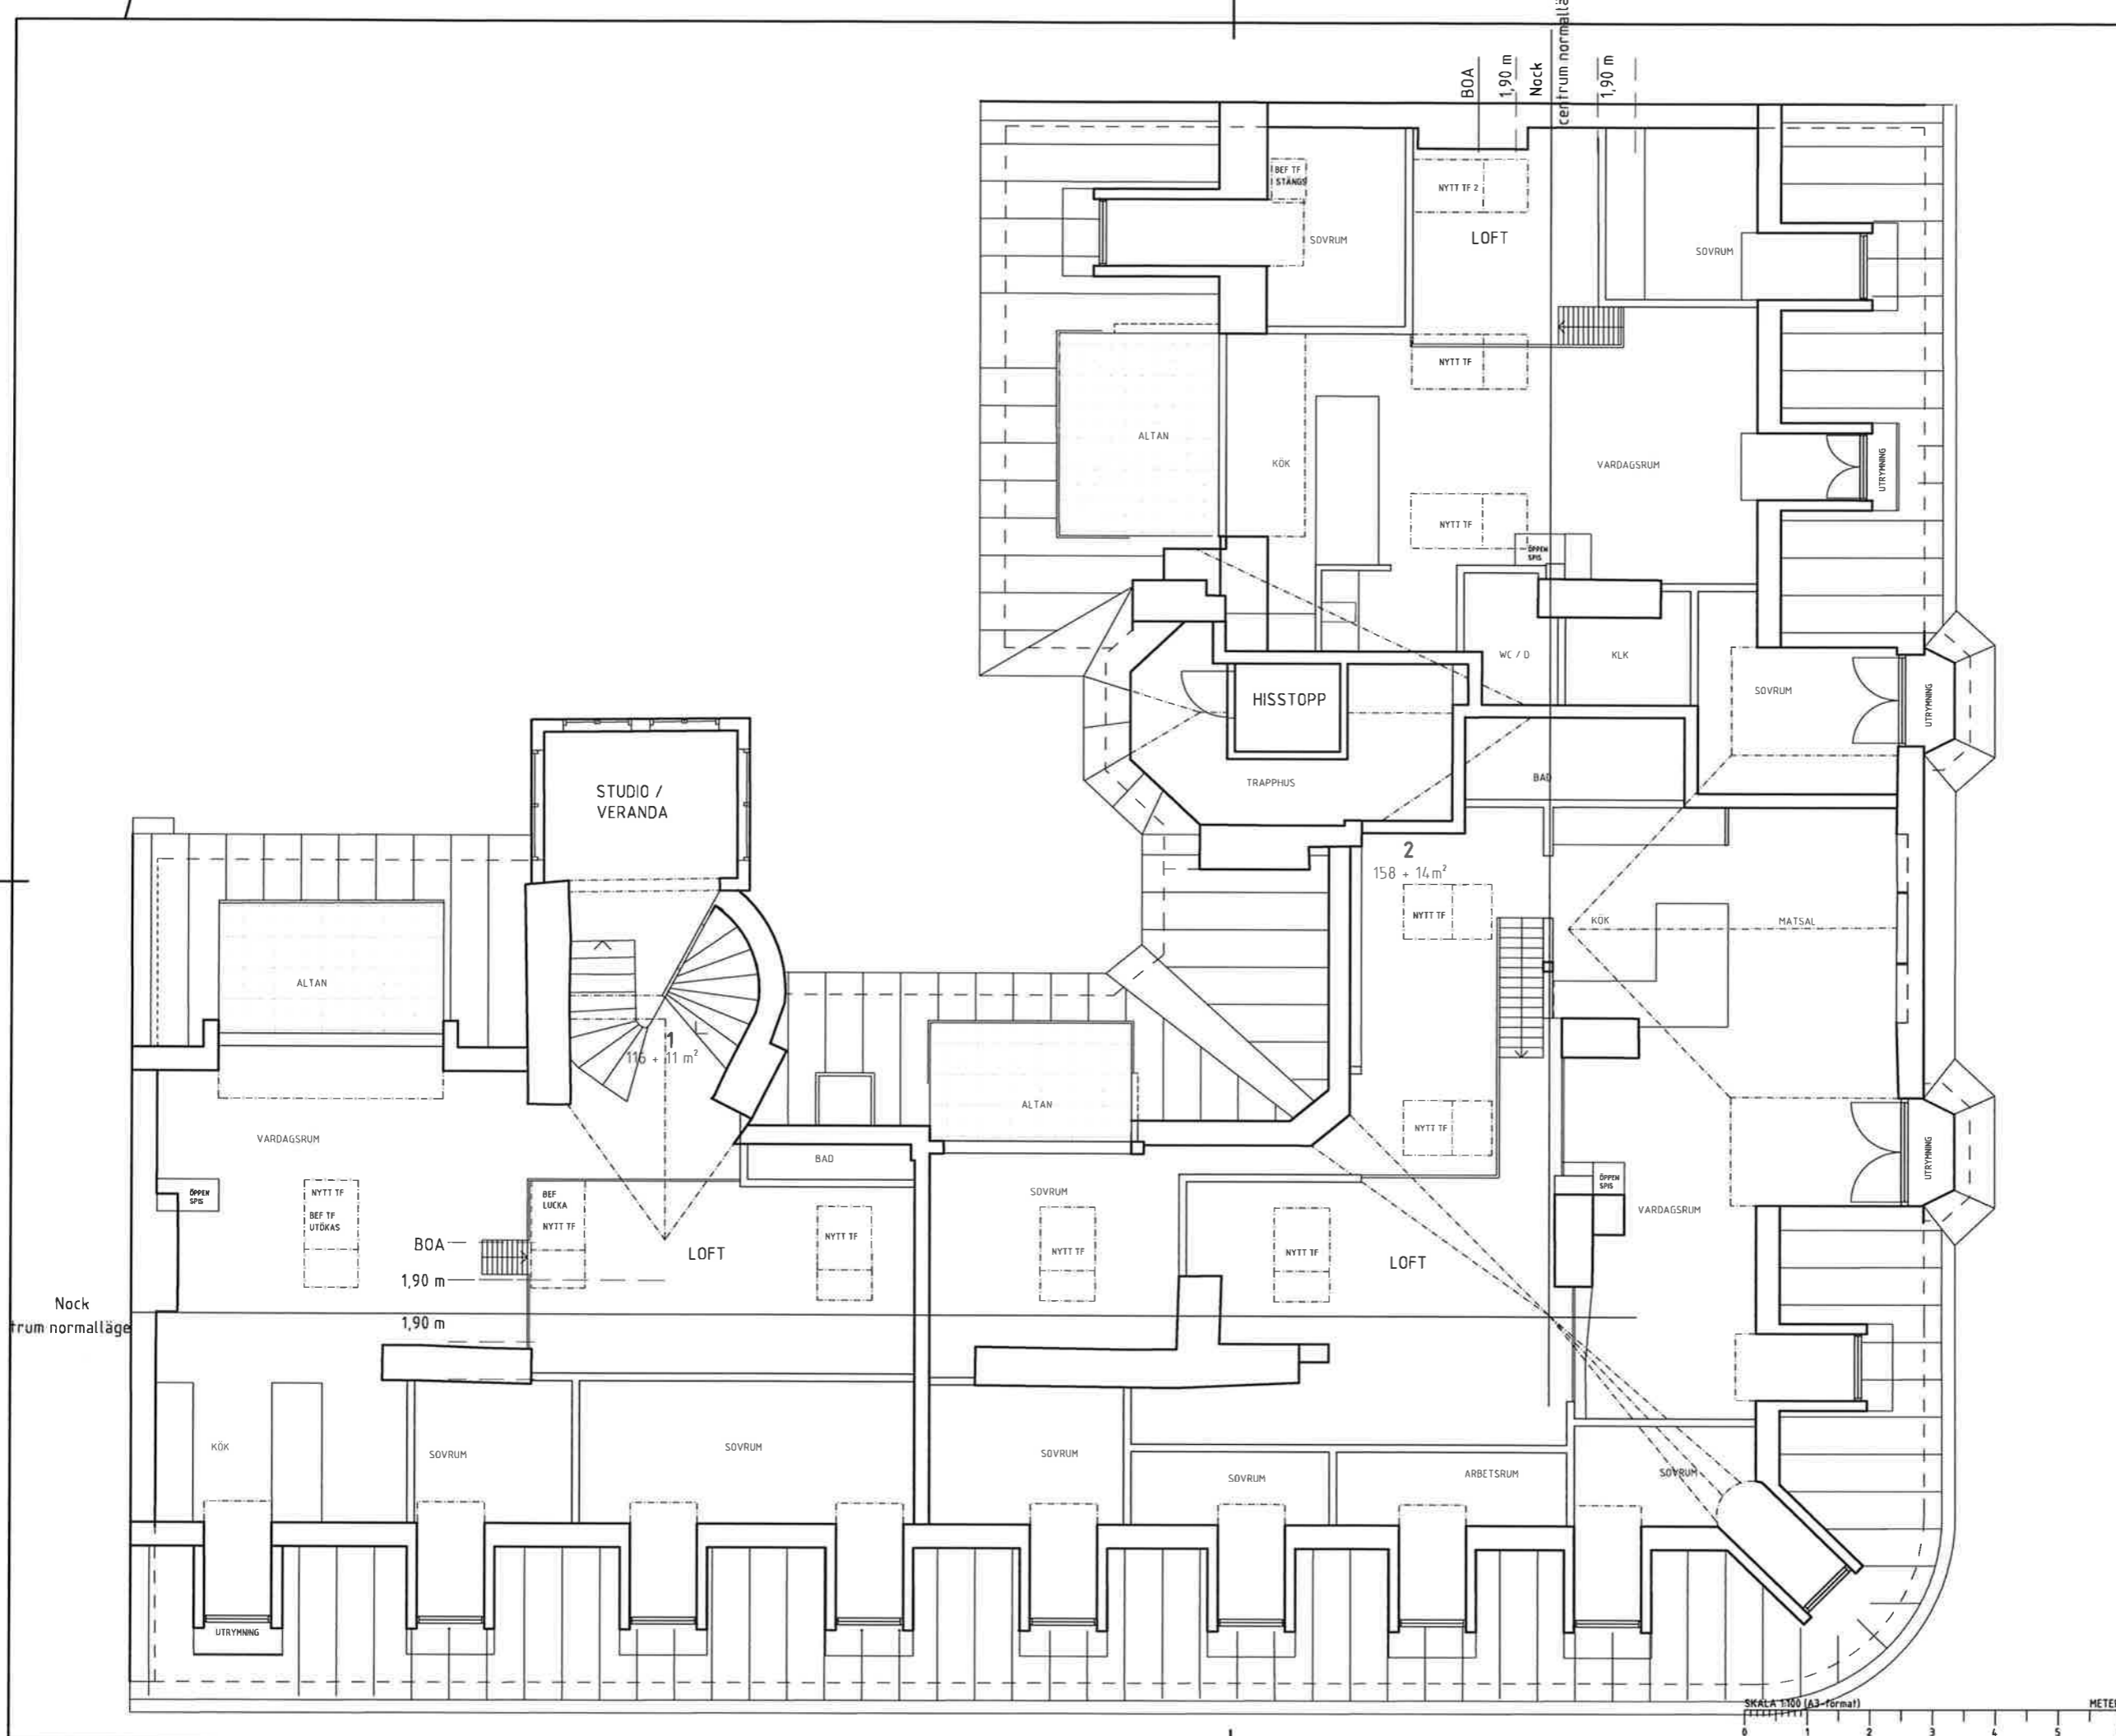 BOA
1,90 m
Nock
centrum normallä
1,90 m
BEF TF
STÄNGS
SOVRUM
NYTT TF 2
LOFT
SOVRUM
NYTT TF
ALTAN
KÖK
VARDAGSRUM
UTRYMNING
NYTT TF
ÖPPEN
SPIS
WC / D
KLK
SOVRUM
UTRYMNING
HISSTOPP
TRAPPHUS
BAD
STUDIO /
VERANDA
2
158 + 14 m²
NYTT TF
KÖK
MATSAL
ALTAN
1
116 + 11 m²
ALTAN
NYTT TF
UTRYMNING
VARDAGSRUM
BAD
ÖPPEN
SPIS
NYTT TF
BEF TF
UTÖKAS
BEF
LUCKA
NYTT TF
SOVRUM
ÖPPEN
SPIS
VARDAGSRUM
BOA
LOFT
NYTT TF
NYTT TF
NYTT TF
LOFT
1,90 m
Nock
trum normalläge
1,90 m
KÖK
SOVRUM
SOVRUM
SOVRUM
SOVRUM
ARBETSRUM
SOVRUM
UTRYMNING
SKALA 1:100 (A3-format)
METE
0 1 2 3 4 5